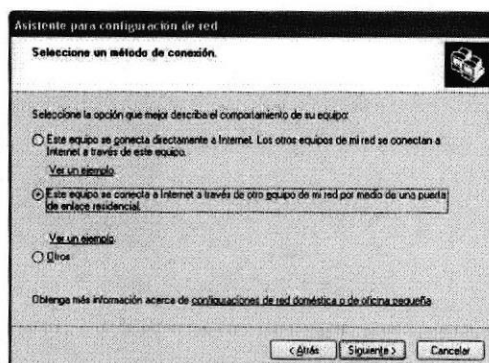 Asistente para configuración de red
Seleccione un método de conexión.
Seleccione la opción que mejor describa el comportamiento de su equipo:
Este equipo se conecta directamente a Internet. Los otros equipos de mi red se conectan a
Internet a través de este equipo.
Ver un ejemplo.
Este equipo se conecta a Internet a través de otro equipo de mi red por medio de una puerta
de enlace residencial.
Ver un ejemplo.
Otros
Obtenga más información acerca de configuraciones de red doméstica o de oficina pequeña.
< Atrás
Siguiente >
Cancelar